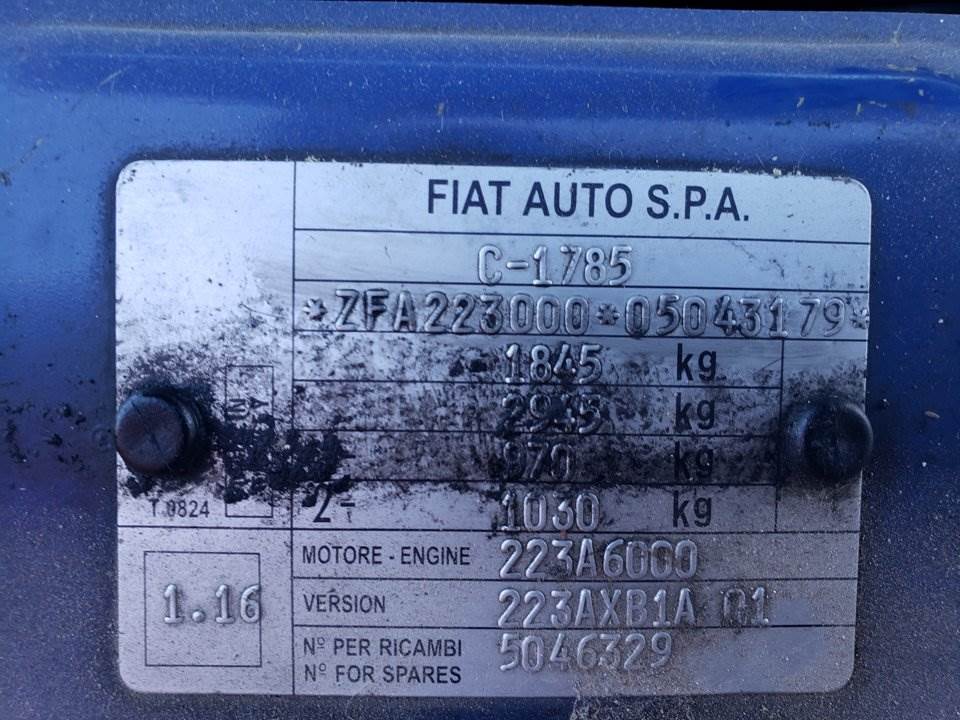 FIAT AUTO S.P.A.
C-1785
*ZFA223000*05043179*
1845 kg
2945 kg
970 kg
2- 1030 kg
MOTORE - ENGINE 223A6000
VERSION 223AXB1A 01
1.16
Nº PER RICAMBI
Nº FOR SPARES
5046329